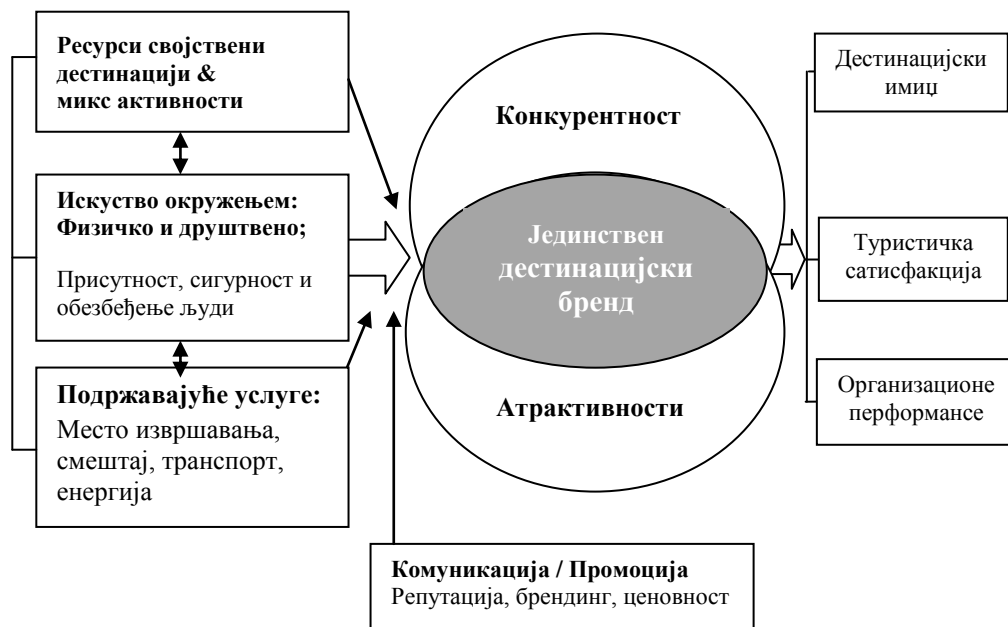 Ресурси својствени
дестинацији &
микс активности
Искуство окружењем:
Физичко и друштвено;
Присутност, сигурност и
обезбеђење људи
Подржавајуће услуге:
Место извршавања,
смештај, транспорт,
енергија
Конкурентност
Јединствен
дестинацијски
бренд
Атрактивности
Комуникација / Промоција
Репутација, брендинг, ценовност
Дестинацијски
имиџ
Туристичка
сатисфакција
Организационе
перформансе